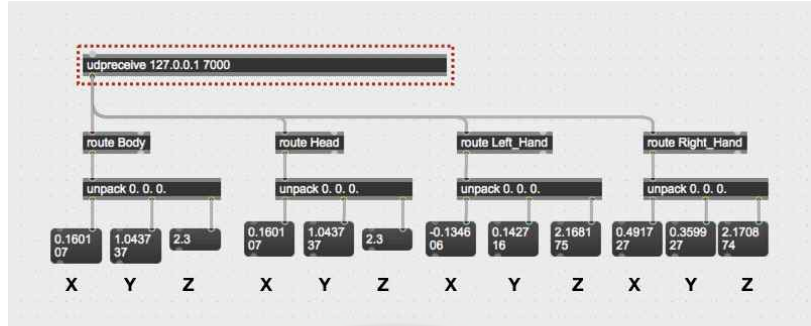 udpreceive 127.0.0.1 7000
route Body
route Head
route Left_Hand
route Right_Hand
unpack 0. 0. 0.
unpack 0. 0. 0.
unpack 0. 0. 0.
unpack 0. 0. 0.
0.1601
07
1.0437
37
2.3
0.1601
07
1.0437
37
2.3
-0.1346
06
0.1427
16
2.1681
75
0.4917
27
0.3599
27
2.1708
74
X Y Z X Y Z X Y Z X Y Z